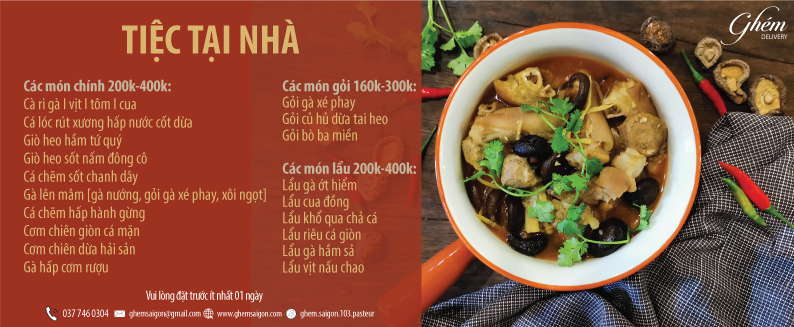 TIỆC TẠI NHÀ
Các món chính 200k-400k:
Cà ri gà I vịt I tôm I cua
Cá lóc rút xương hấp nước cốt dừa
Giò heo hầm tứ quý
Giò heo sốt nấm đông cô
Cá chẽm sốt chanh dây
Gà lên mâm [gà nướng, gỏi gà xé phay, xôi ngọt]
Cá chẽm hấp hành gừng
Cơm chiên giòn cá mặn
Cơm chiên dừa hải sản
Gà hấp cơm rượu
Các món gỏi 160k-300k:
Gỏi gà xé phay
Gỏi củ hủ dừa tai heo
Gỏi bò ba miền
Các món lẩu 200k-400k:
Lẩu gà ớt hiểm
Lẩu cua đồng
Lẩu khổ qua chả cá
Lẩu riêu cá giòn
Lẩu gà hầm sả
Lẩu vịt nấu chao
Vui lòng đặt trước ít nhất 01 ngày
037 746 0304 ghemsaigon@gmail.com www.ghemsaigon.com ghem.saigon.103.pasteur
Ghém
DELIVERY